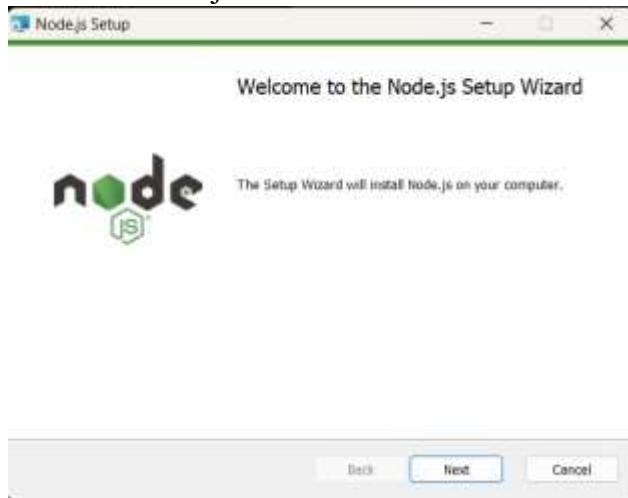 Node.js Setup
Welcome to the Node.js Setup Wizard
node
JS
The Setup Wizard will install Node.js on your computer.
Back
Next
Cancel